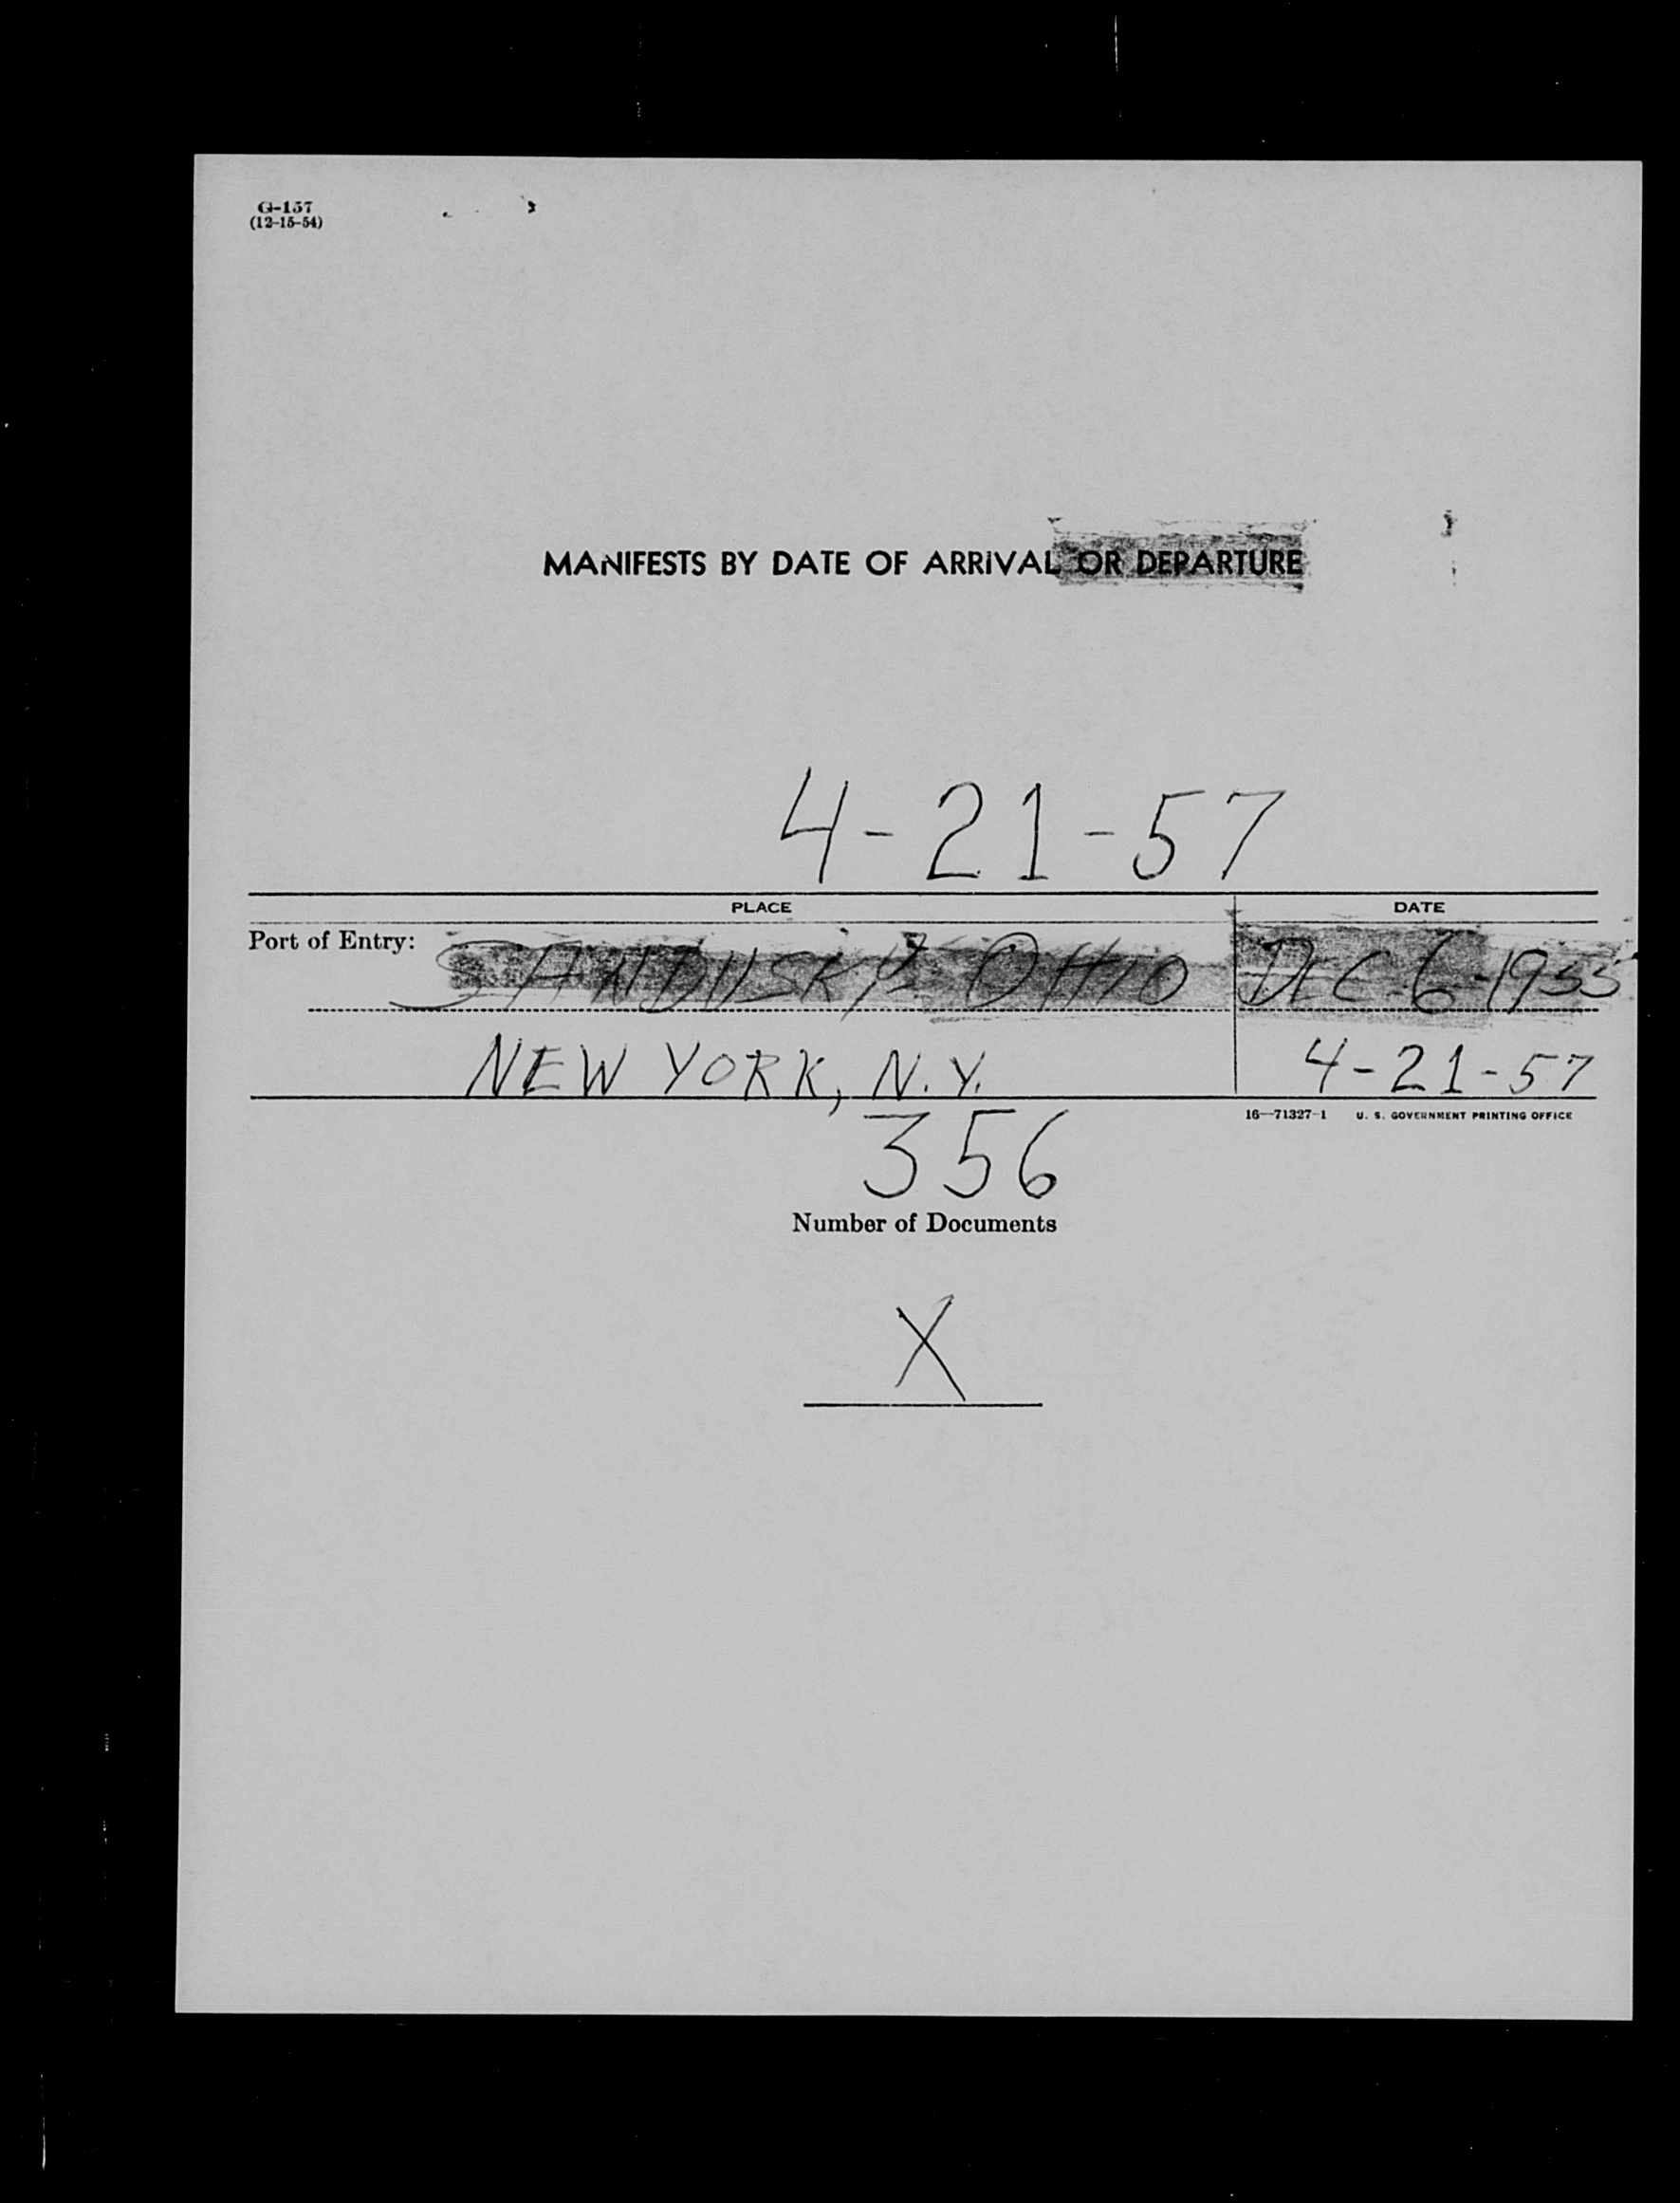 G-157
(12-15-54)
MANIFESTS BY DATE OF ARRIVAL OR DEPARTURE
4-21-57
PLACE
DATE
Port of Entry: SANDUSKY OHIO DEC 6-1955
NEW YORK, N.Y. 4-21-57
16—71327-1 U. S. GOVERNMENT PRINTING OFFICE
356
Number of Documents
X